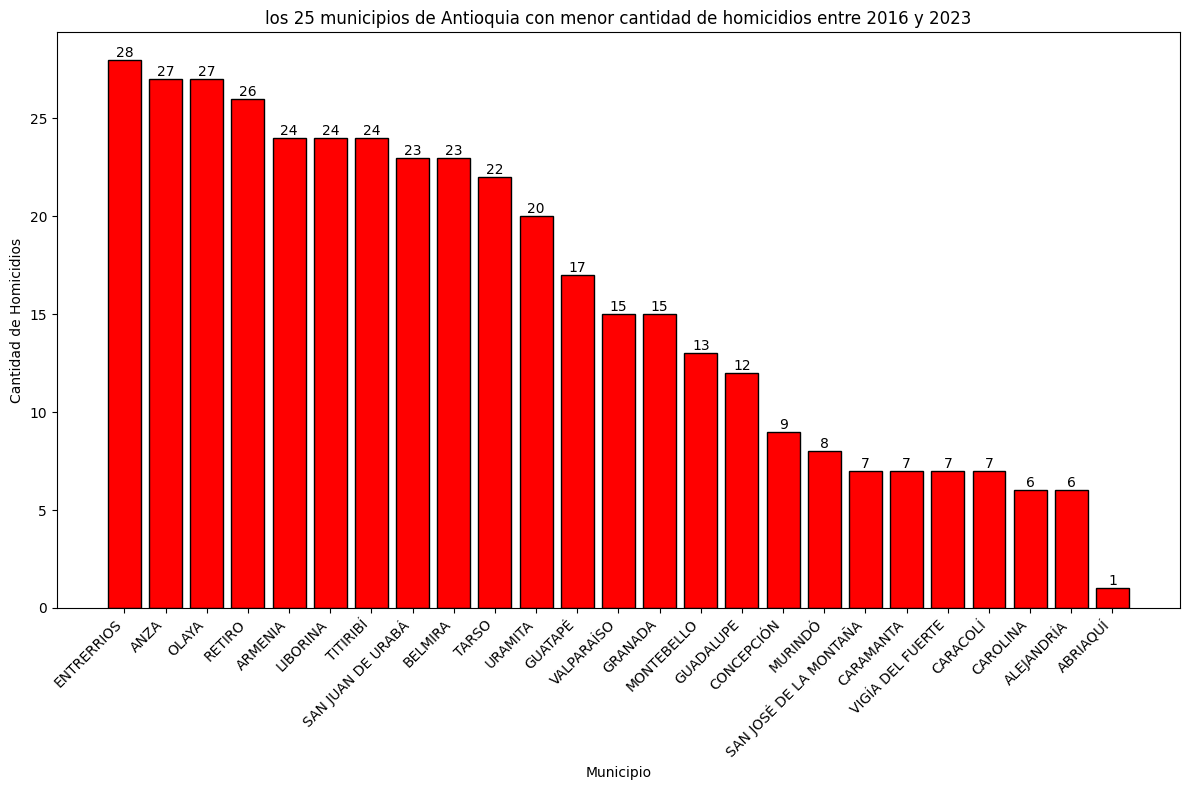 los 25 municipios de Antioquia con menor cantidad de homicidios entre 2016 y 2023
Cantidad de Homicidios
25
20
15
10
5
0
28
27
27
26
24
24
24
23
23
22
20
17
15
15
13
12
9
8
7
7
7
7
6
6
1
ENTRERRIOS
ANZA
OLAYA
RETIRO
ARMENIA
LIBORINA
TITIRIBÍ
SAN JUAN DE URABÁ
BELMIRA
TARSO
URAMITA
GUATAPÉ
VALPARAÍSO
GRANADA
MONTEBELLO
GUADALUPE
CONCEPCIÓN
MURINDÓ
SAN JOSÉ DE LA MONTAÑA
CARAMANTA
VIGÍA DEL FUERTE
CARACOLÍ
CAROLINA
ALEJANDRÍA
ABRIAQUÍ
Municipio